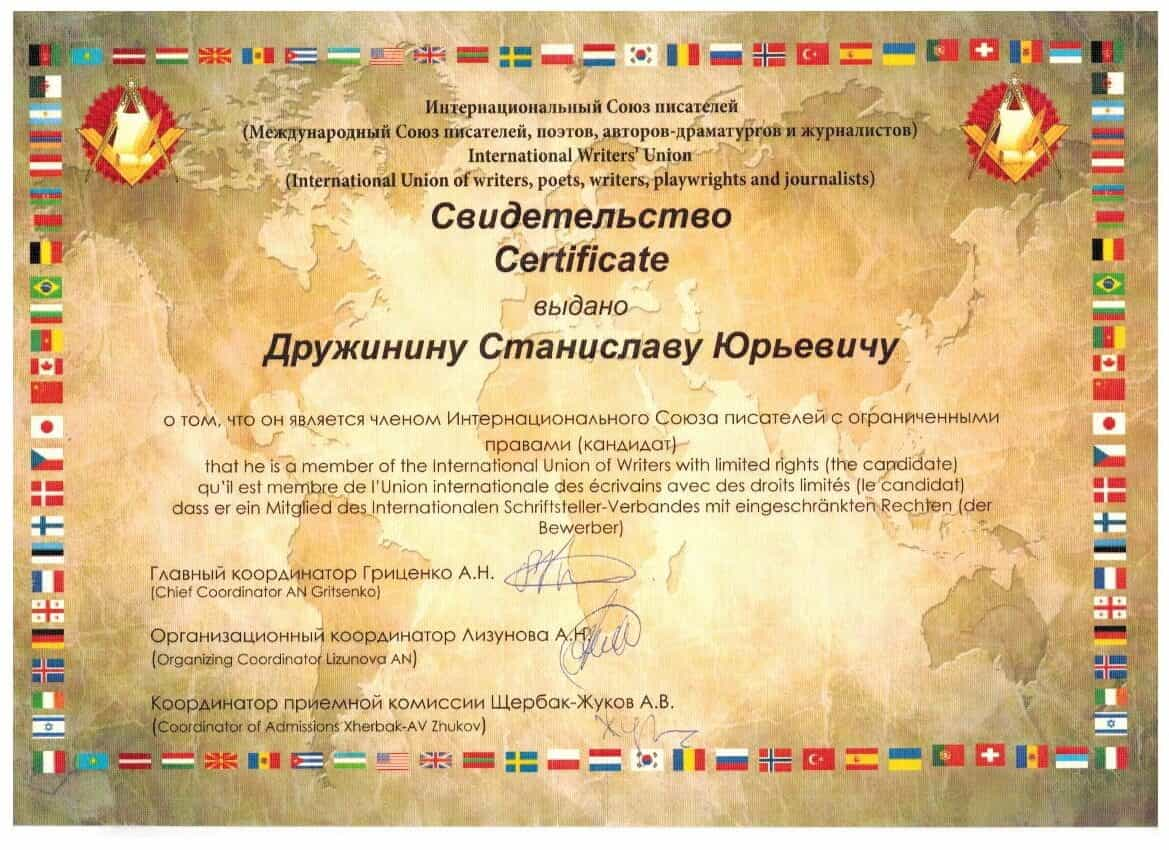 Интернациональный Союз писателей
(Международный Союз писателей, поэтов, авторов-драматургов и журналистов)
International Writers' Union
(International Union of writers, poets, writers, playwrights and journalists)
Свидетельство
Certificate
выдано
Дружинину Станиславу Юрьевичу
о том, что он является членом Интернационального Союза писателей с ограниченными
правами (кандидат)
that he is a member of the International Union of Writers with limited rights (the candidate)
qu'il est membre de l'Union internationale des écrivains avec des droits limités (le candidat)
dass er ein Mitglied des Internationalen Schriftsteller-Verbandes mit eingeschränkten Rechten (der
Bewerber)
Главный координатор Гриценко А.Н.
(Chief Coordinator AN Gritsenko)
Организационный координатор Лизунова А.Н.
(Organizing Coordinator Lizunova AN)
Координатор приемной комиссии Щербак-Жуков А.В.
(Coordinator of Admissions Xherbak-AV Zhukov)